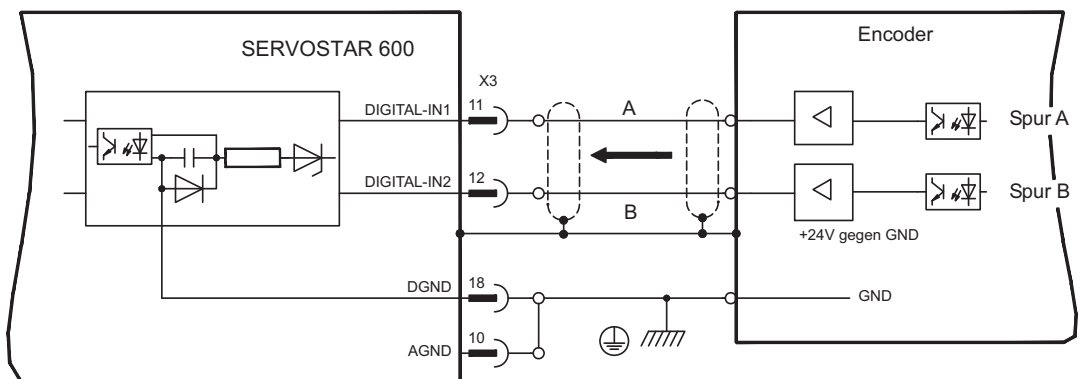 SERVOSTAR 600
Encoder
X3
DIGITAL-IN1
11
A
Spur A
DIGITAL-IN2
12
B
Spur B
+24V gegen GND
DGND
18
GND
AGND
10